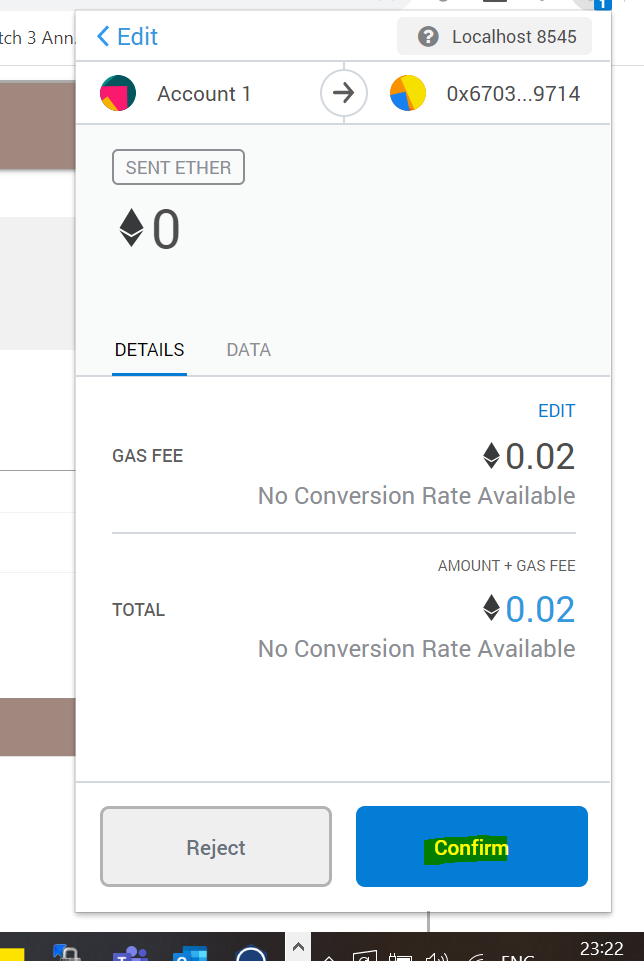 tch 3 Ann.
Edit
Localhost 8545
1
Account 1
0x6703...9714
SENT ETHER
0
DETAILS DATA
EDIT
GAS FEE
0.02
No Conversion Rate Available
AMOUNT + GAS FEE
TOTAL
0.02
No Conversion Rate Available
Reject
Confirm
23:22
ENG